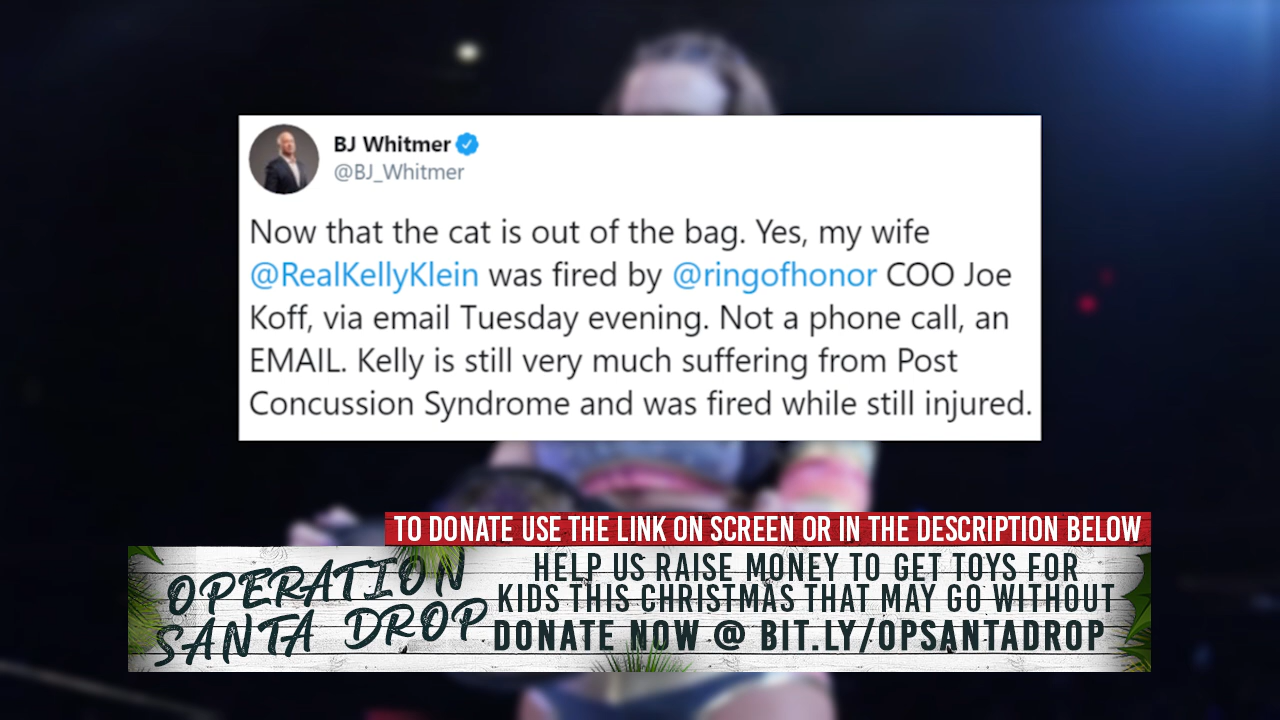 BJ Whitmer
@BJ_Whitmer
Now that the cat is out of the bag. Yes, my wife
@RealKellyKlein was fired by @ringofhonor COO Joe
Koff, via email Tuesday evening. Not a phone call, an
EMAIL. Kelly is still very much suffering from Post
Concussion Syndrome and was fired while still injured.
TO DONATE USE THE LINK ON SCREEN OR IN THE DESCRIPTION BELOW
OPERATION
SANTA DROP
HELP US RAISE MONEY TO GET TOYS FOR
KIDS THIS CHRISTMAS THAT MAY GO WITHOUT
DONATE NOW @ BIT.LY/OPSANTADROP